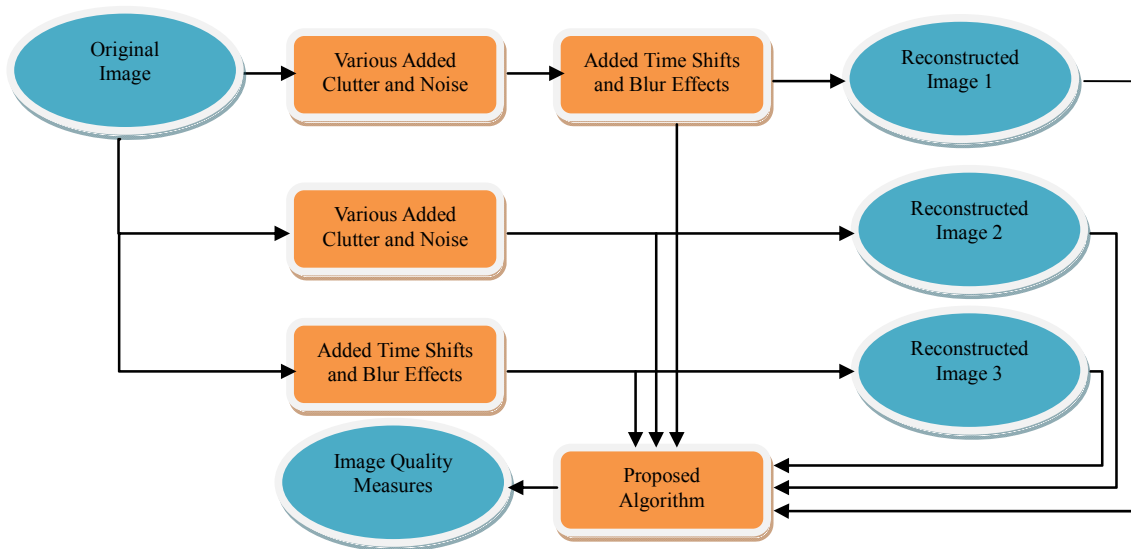 Original
Image
Various Added
Clutter and Noise
Added Time Shifts
and Blur Effects
Reconstructed
Image 1
Various Added
Clutter and Noise
Reconstructed
Image 2
Added Time Shifts
and Blur Effects
Reconstructed
Image 3
Image Quality
Measures
Proposed
Algorithm